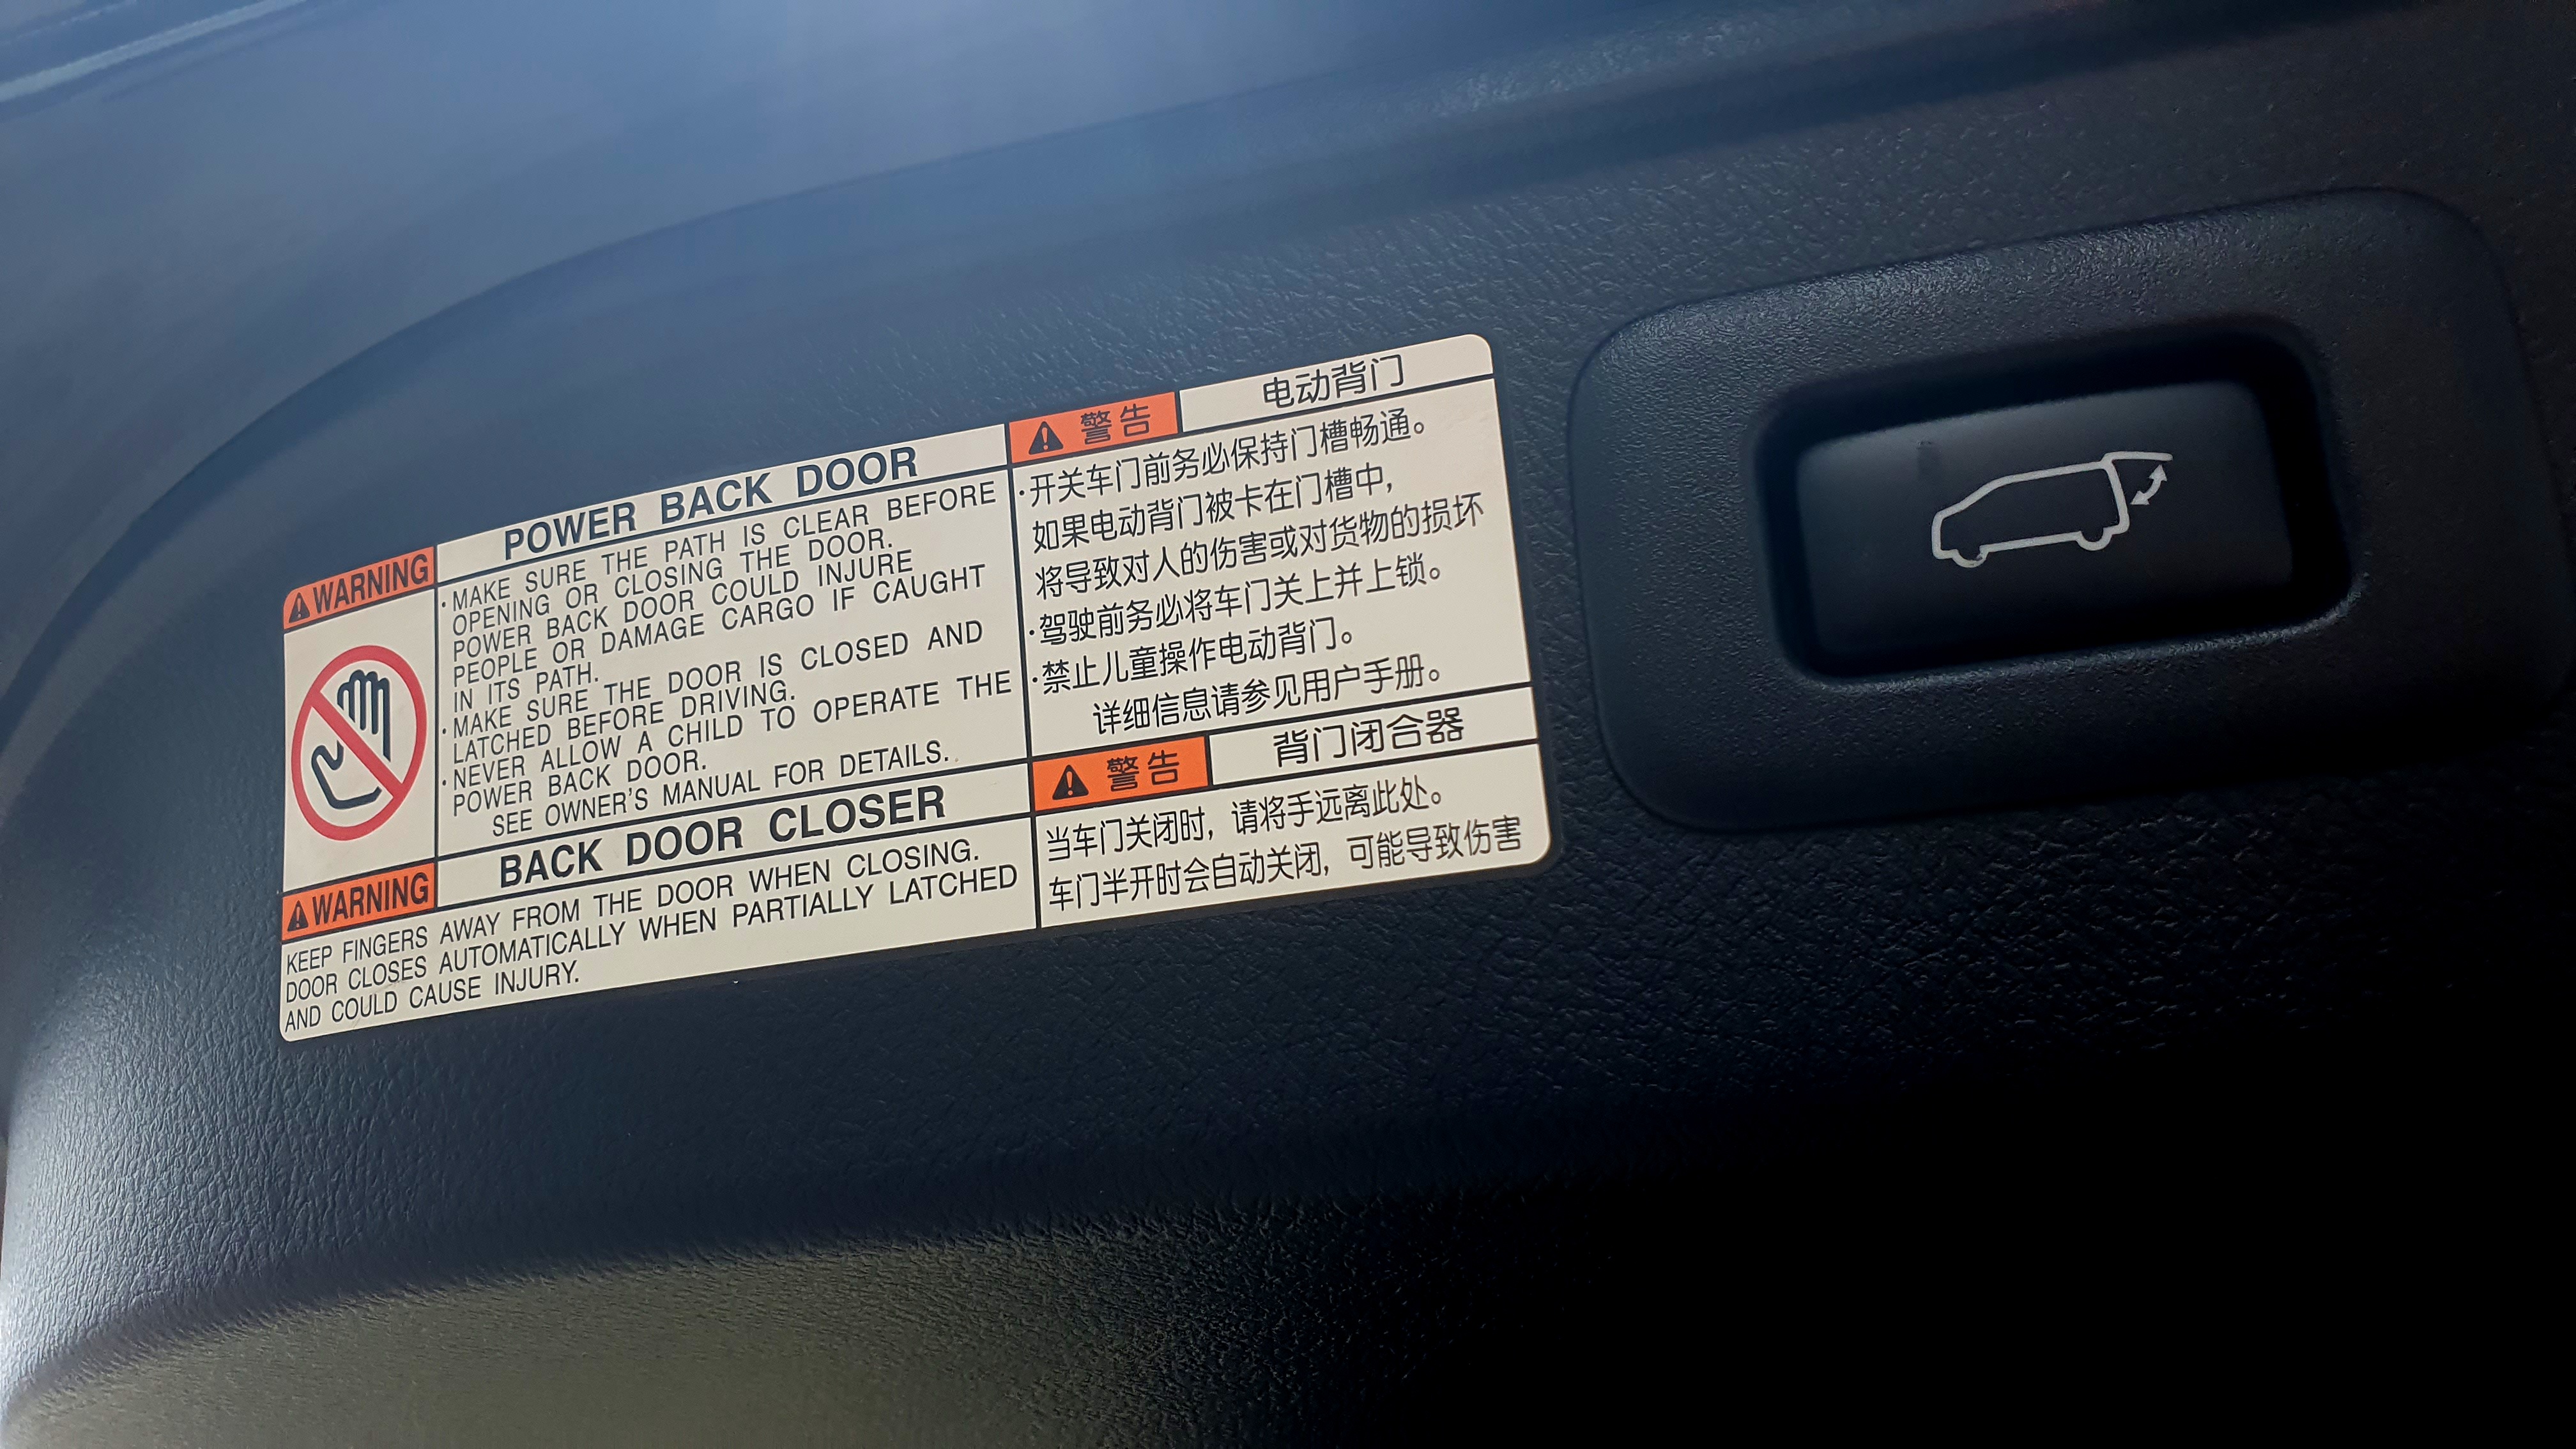 WARNING
POWER BACK DOOR
·MAKE SURE THE PATH IS CLEAR BEFORE
OPENING OR CLOSING THE DOOR.
POWER BACK DOOR COULD INJURE
PEOPLE OR DAMAGE CARGO IF CAUGHT
IN ITS PATH.
·MAKE SURE THE DOOR IS CLOSED AND
LATCHED BEFORE DRIVING.
·NEVER ALLOW A CHILD TO OPERATE THE
POWER BACK DOOR.
SEE OWNER'S MANUAL FOR DETAILS.
WARNING
BACK DOOR CLOSER
KEEP FINGERS AWAY FROM THE DOOR WHEN CLOSING.
DOOR CLOSES AUTOMATICALLY WHEN PARTIALLY LATCHED
AND COULD CAUSE INJURY.
警告
电动背门
·开关车门前务必保持门槽畅通。
如果电动背门被卡在门槽中,
将导致对人的伤害或对货物的损坏
·驾驶前务必将车门关上并上锁。
·禁止儿童操作电动背门。
详细信息请参见用户手册。
警告
背门闭合器
当车门关闭时,请将手远离此处。
车门半开时会自动关闭,可能导致伤害